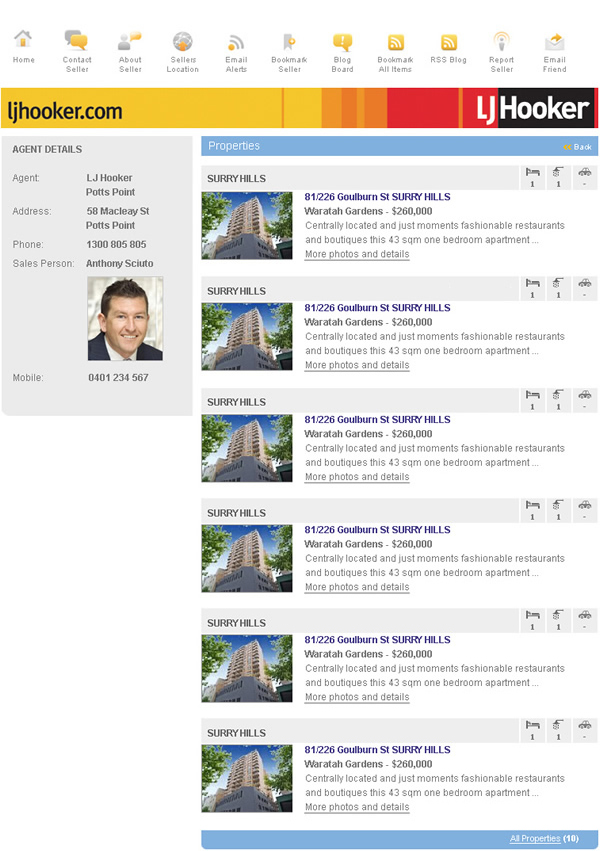 Home
Contact Seller
About Seller
Sellers Location
Email Alerts
Bookmark Seller
Blog Board
Bookmark All Items
RSS Blog
Report Seller
Email Friend
ljhooker.com
LJ Hooker
AGENT DETAILS
Agent: LJ Hooker
Potts Point
Address: 58 Macleay St
Potts Point
Phone: 1300 805 805
Sales Person: Anthony Sciuto
Mobile: 0401 234 567
Properties
<< Back
SURRY HILLS
1 1 -
81/226 Goulburn St SURRY HILLS
Waratah Gardens - $260,000
Centrally located and just moments fashionable restaurants
and boutiques this 43 sqm one bedroom apartment ...
More photos and details
SURRY HILLS
1 1 -
81/226 Goulburn St SURRY HILLS
Waratah Gardens - $260,000
Centrally located and just moments fashionable restaurants
and boutiques this 43 sqm one bedroom apartment ...
More photos and details
SURRY HILLS
1 1 -
81/226 Goulburn St SURRY HILLS
Waratah Gardens - $260,000
Centrally located and just moments fashionable restaurants
and boutiques this 43 sqm one bedroom apartment ...
More photos and details
SURRY HILLS
1 1 -
81/226 Goulburn St SURRY HILLS
Waratah Gardens - $260,000
Centrally located and just moments fashionable restaurants
and boutiques this 43 sqm one bedroom apartment ...
More photos and details
SURRY HILLS
1 1 -
81/226 Goulburn St SURRY HILLS
Waratah Gardens - $260,000
Centrally located and just moments fashionable restaurants
and boutiques this 43 sqm one bedroom apartment ...
More photos and details
SURRY HILLS
1 1 -
81/226 Goulburn St SURRY HILLS
Waratah Gardens - $260,000
Centrally located and just moments fashionable restaurants
and boutiques this 43 sqm one bedroom apartment ...
More photos and details
All Properties (10)